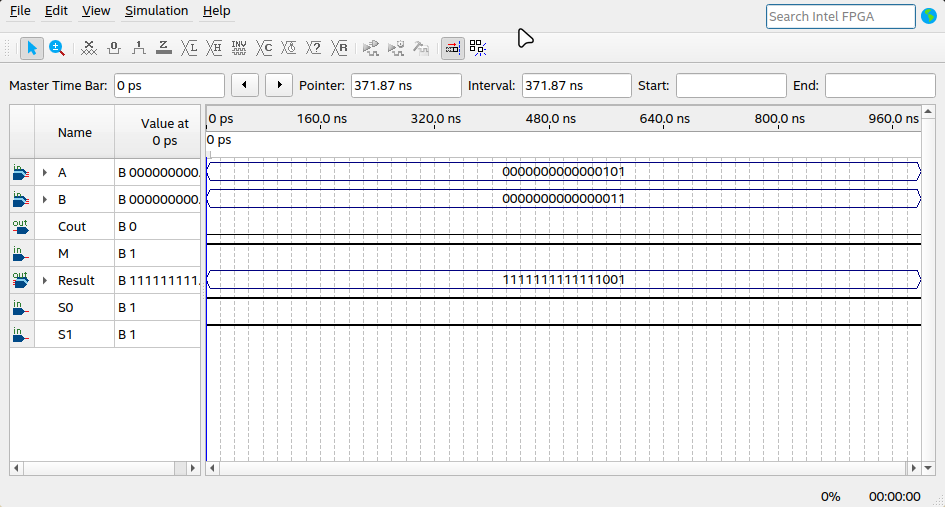 File Edit View Simulation Help
Search Intel FPGA
Master Time Bar: 0 ps Pointer: 371.87 ns Interval: 371.87 ns Start: End:
Name Value at 0 ps
0 ps 160.0 ns 320.0 ns 480.0 ns 640.0 ns 800.0 ns 960.0 ns
0 ps
in A B 000000000. 0000000000000101
in B B 000000000. 0000000000000011
out Cout B 0
in M B 1
out Result B 111111111. 1111111111111001
in S0 B 1
in S1 B 1
0% 00:00:00